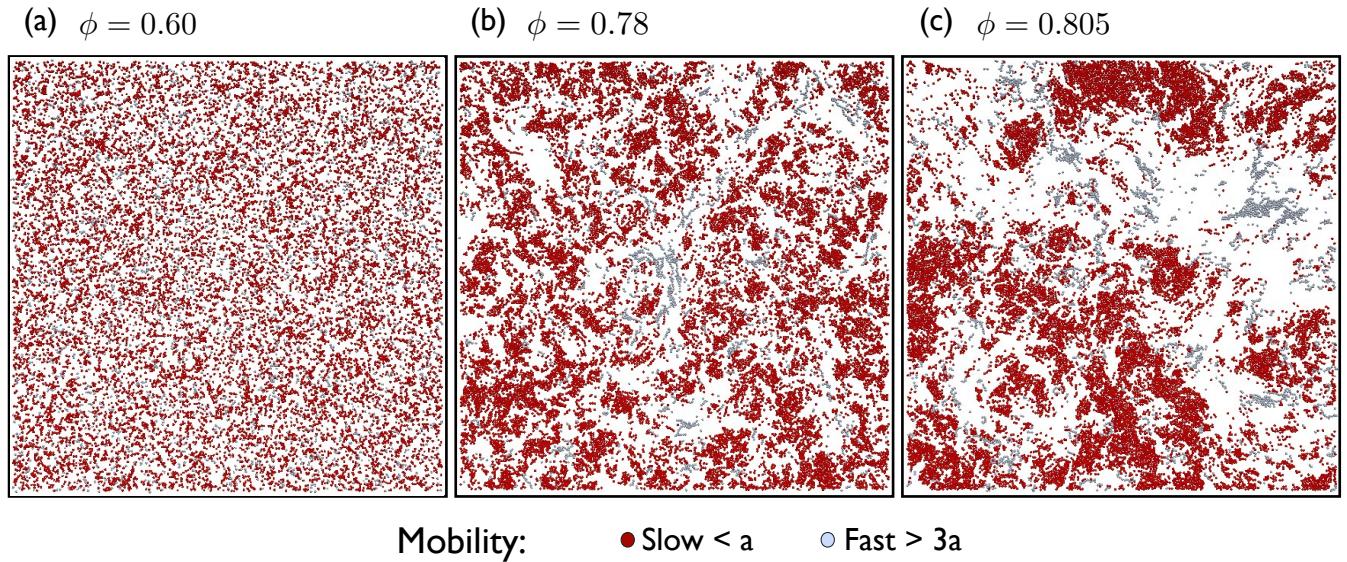 (a) ϕ = 0.60
(b) ϕ = 0.78
(c) ϕ = 0.805
Mobility: Slow < a Fast > 3a